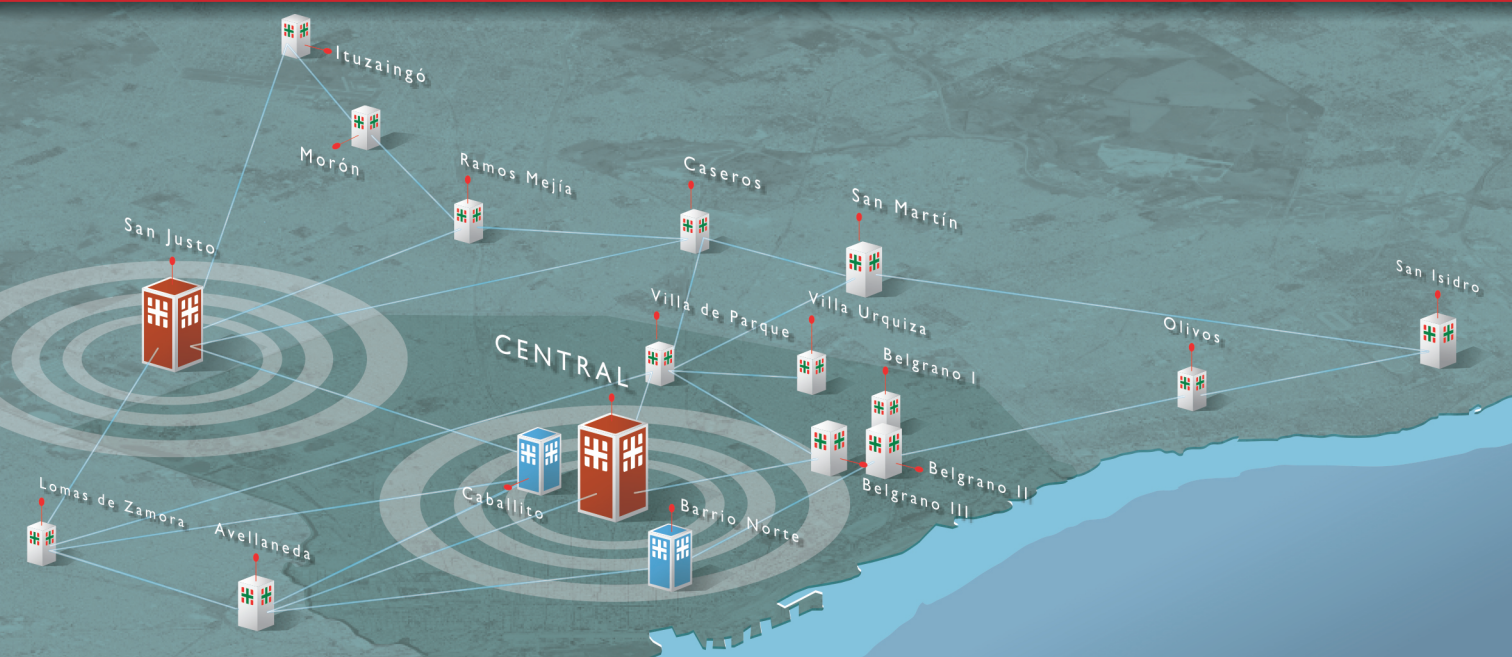 Ituzaingó
Morón
Ramos Mejía
Caseros
San Martín
San Justo
San Isidro
Villa de Parque
Villa Urquiza
Olivos
CENTRAL
Belgrano I
Belgrano II
Belgrano III
Caballito
Barrio Norte
Lomas de Zamora
Avellaneda